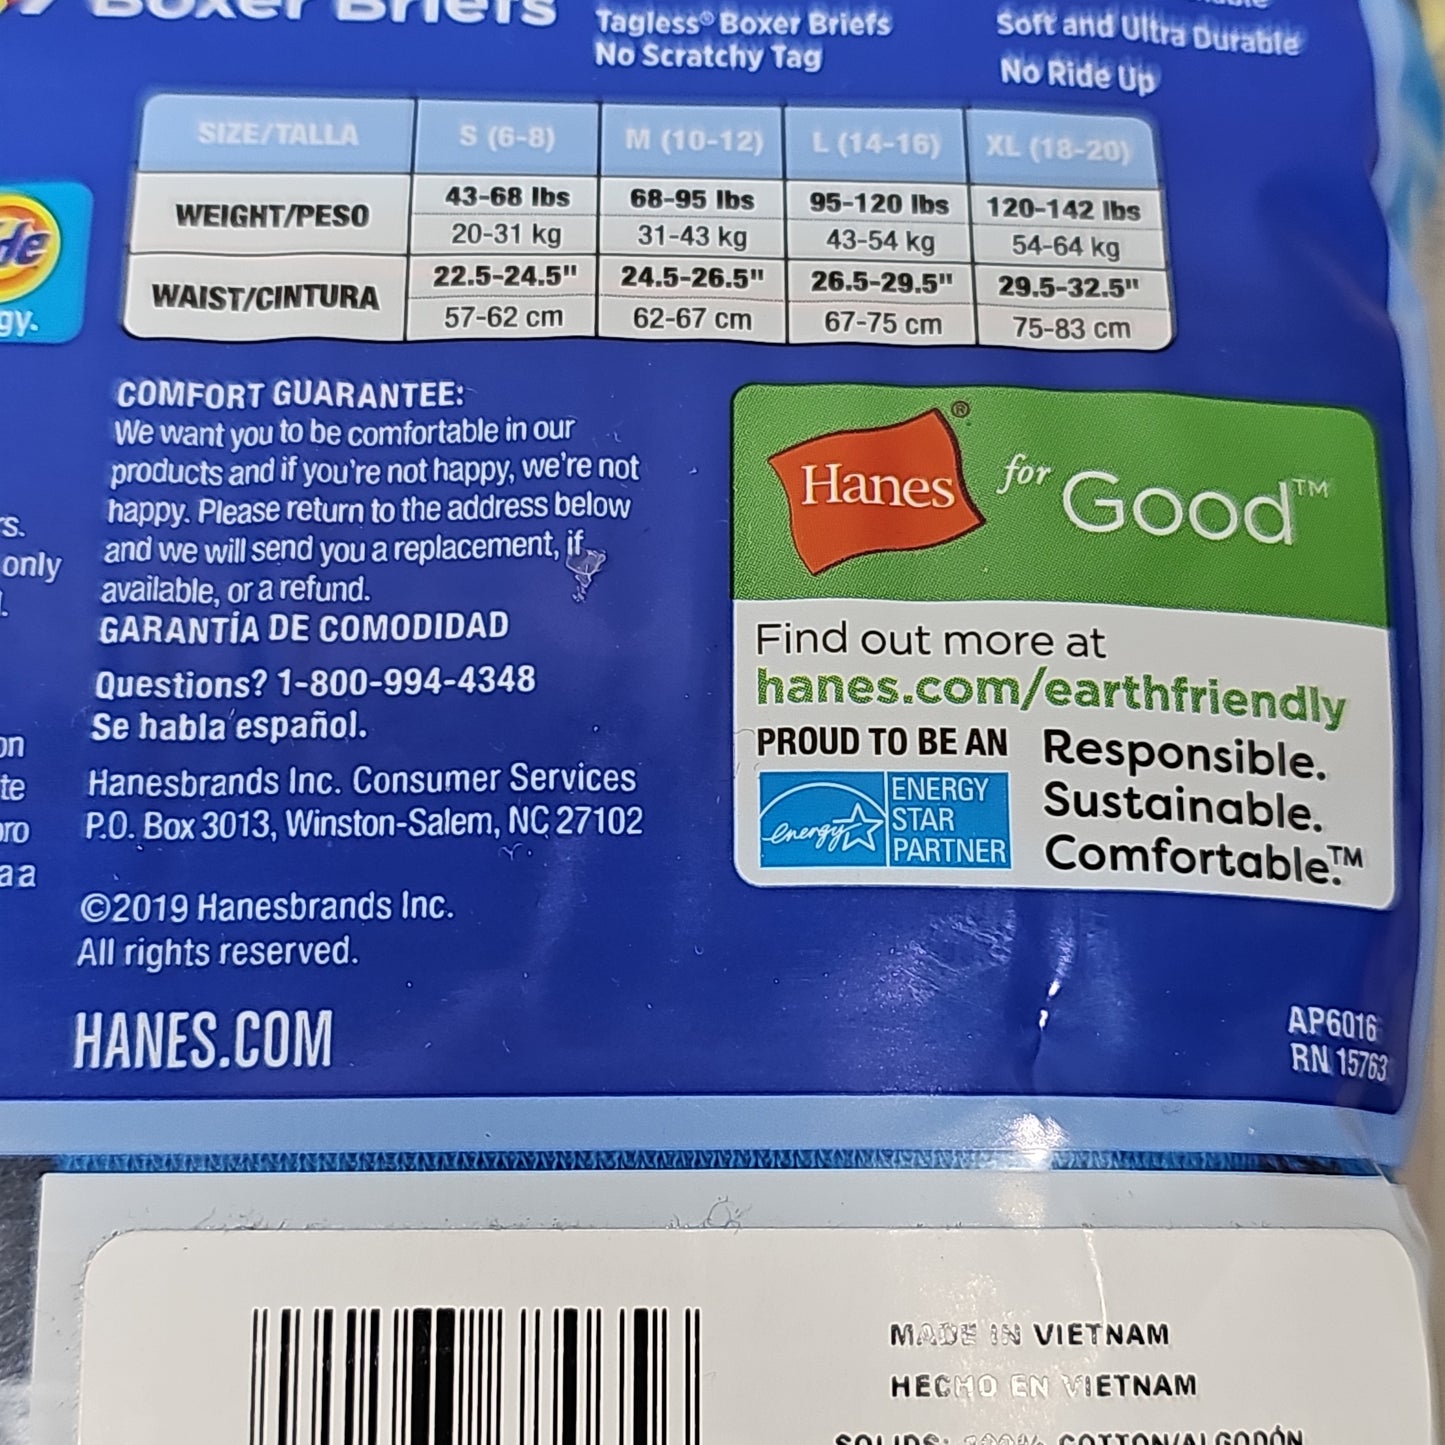 Boxer Briefs
Tagless® Boxer Briefs
No Scratchy Tag
Soft and Ultra Durable
No Ride Up
SIZE/TALLA S (6-8) M (10-12) L (14-16) XL (18-20)
WEIGHT/PESO 43-68 lbs 68-95 lbs 95-120 lbs 120-142 lbs
20-31 kg 31-43 kg 43-54 kg 54-64 kg
WAIST/CINTURA 22.5-24.5" 24.5-26.5" 26.5-29.5" 29.5-32.5"
57-62 cm 62-67 cm 67-75 cm 75-83 cm
COMFORT GUARANTEE:
We want you to be comfortable in our
products and if you're not happy, we're not
happy. Please return to the address below
and we will send you a replacement, if
available, or a refund.
GARANTÍA DE COMODIDAD
Questions? 1-800-994-4348
Se habla español.
Hanesbrands Inc. Consumer Services
P.O. Box 3013, Winston-Salem, NC 27102
©2019 Hanesbrands Inc.
All rights reserved.
HANES.COM
only
Hanes® for Good™
Find out more at
hanes.com/earthfriendly
PROUD TO BE AN
energy
ENERGY
STAR
PARTNER
Responsible.
Sustainable.
Comfortable.™
AP6016
RN 15763
MADE IN VIETNAM
HECHO EN VIETNAM
SOLIDS: 100% COTTON/ALGODÓN